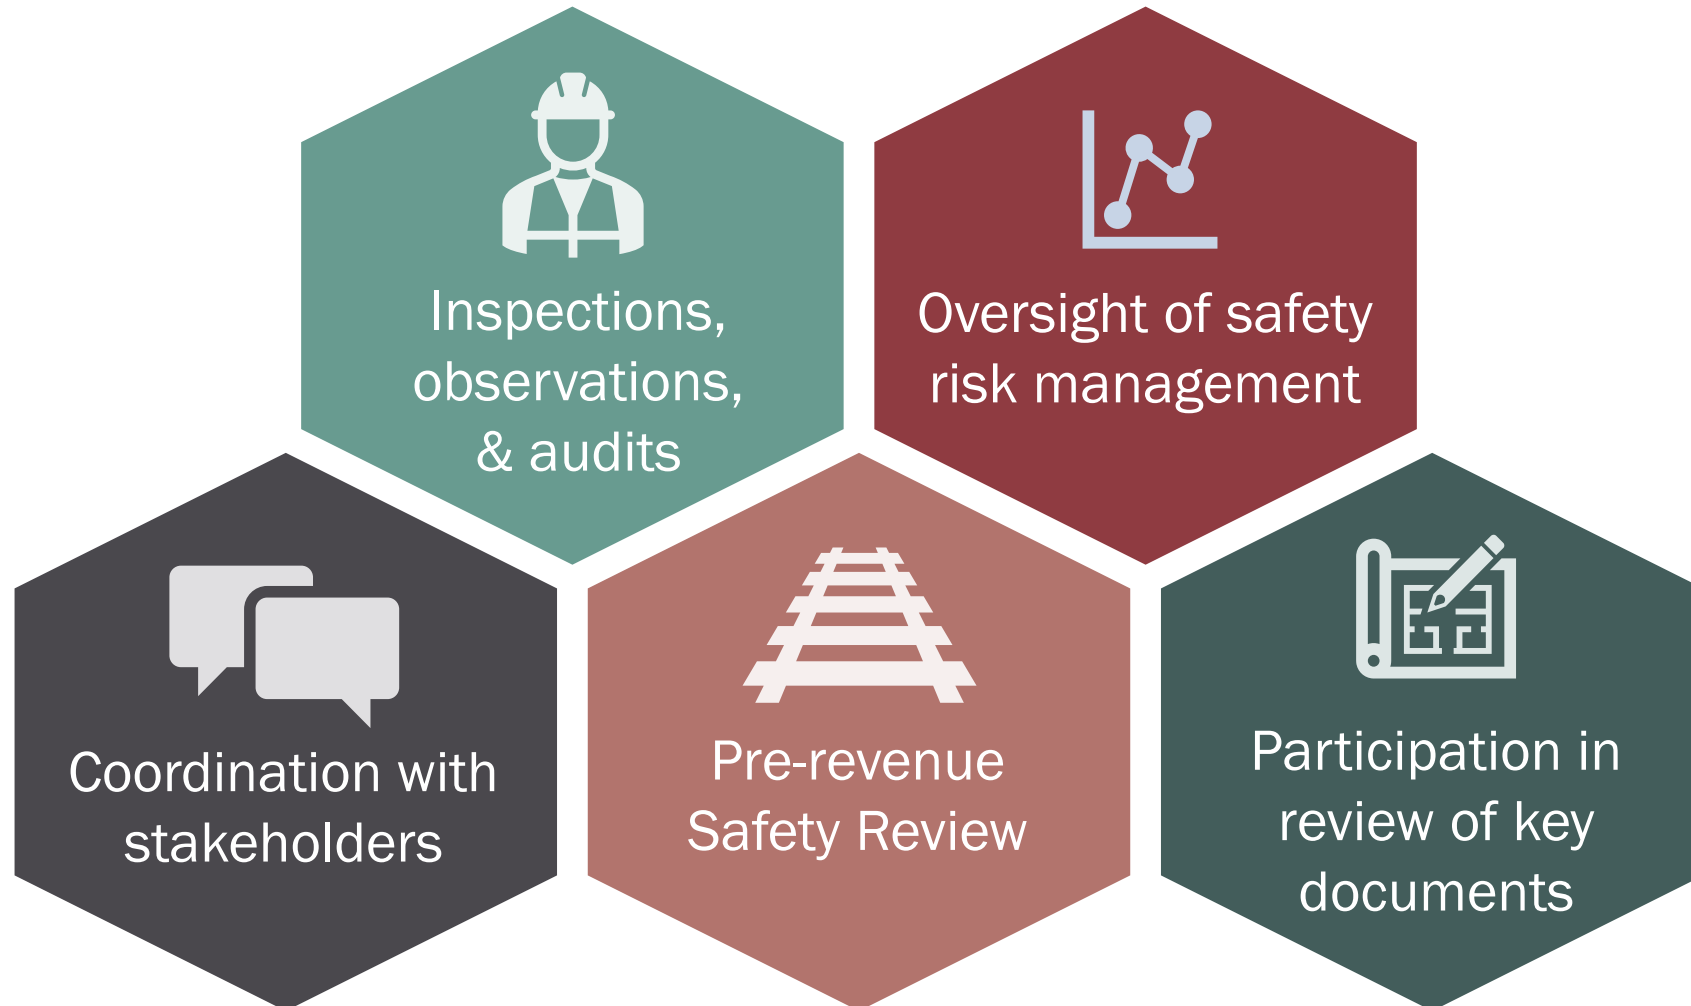 Inspections,
observations,
& audits
Oversight of safety
risk management
Coordination with
stakeholders
Pre-revenue
Safety Review
Participation in
review of key
documents